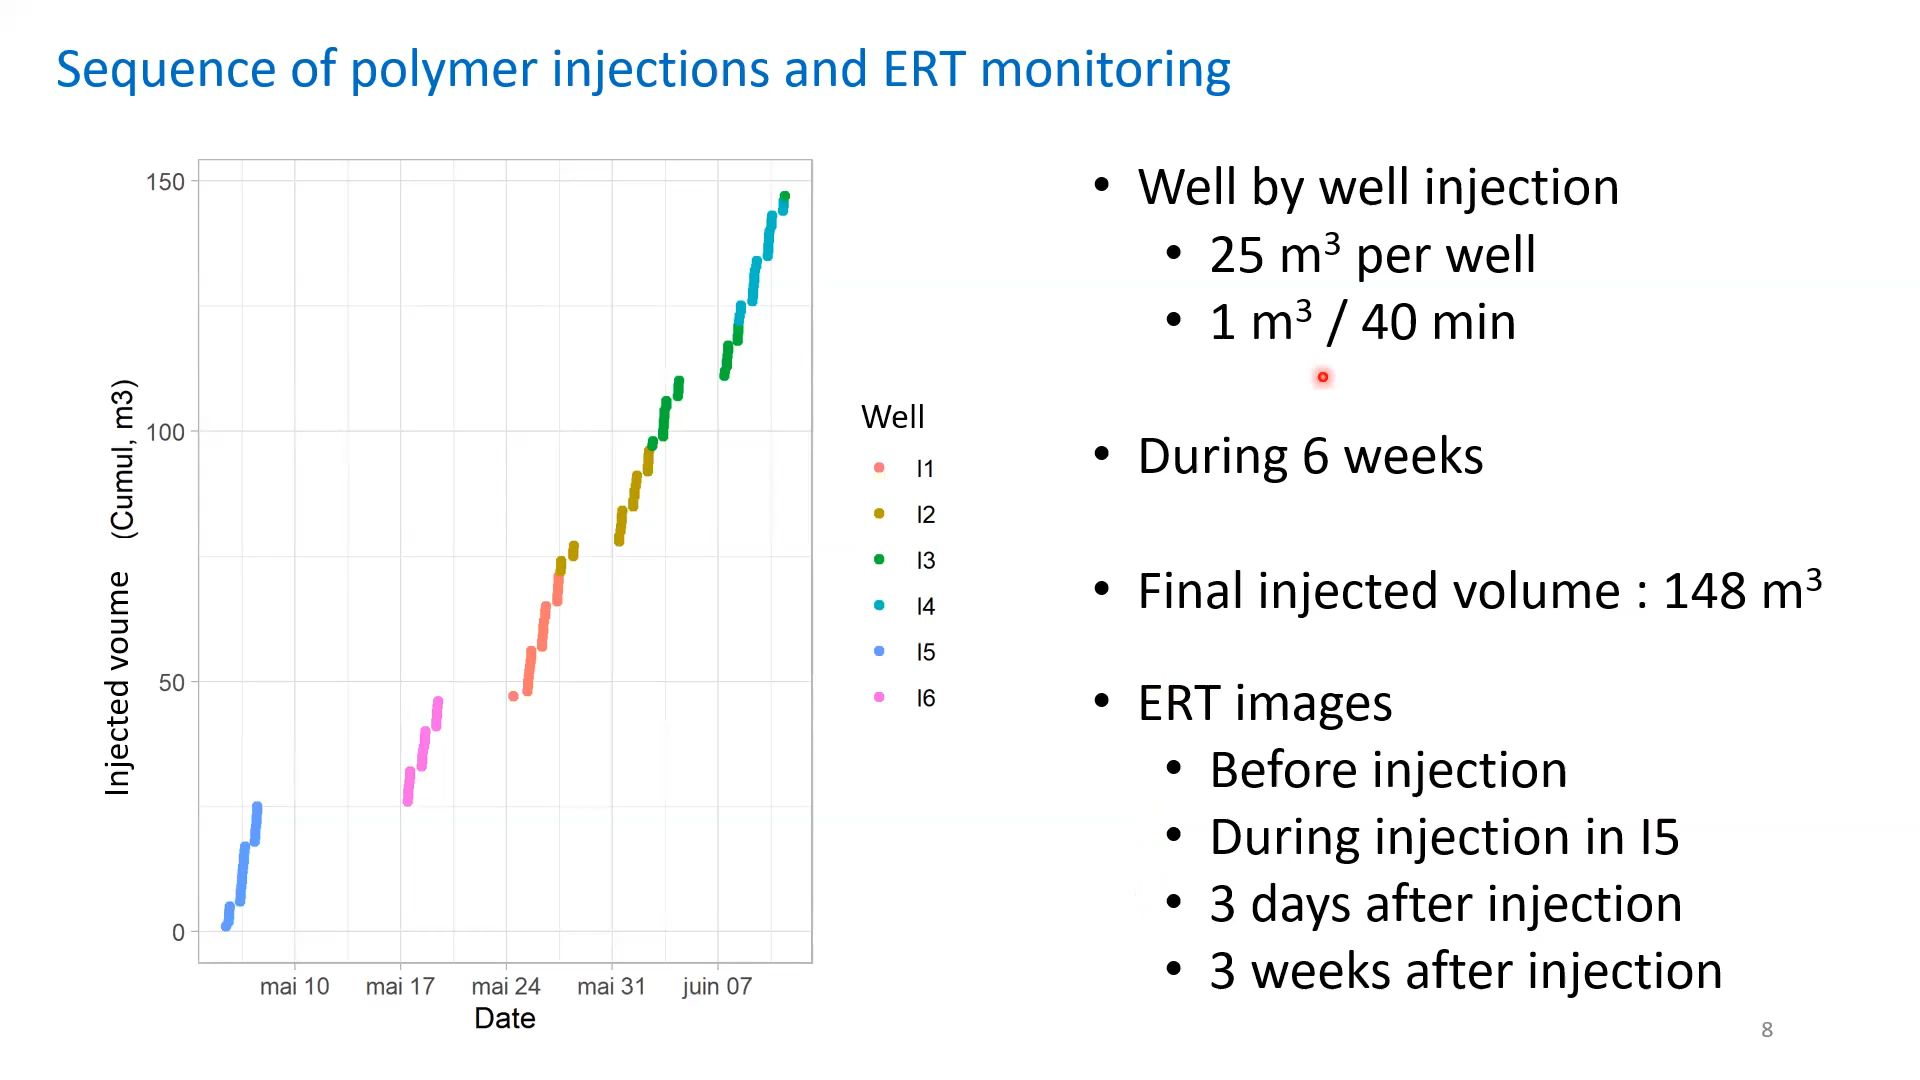 Sequence of polymer injections and ERT monitoring
150
100
50
0
Injected voume (Cumul, m3)
mai 10
mai 17
mai 24
mai 31
juin 07
Date
Well
I1
I2
I3
I4
I5
I6
• Well by well injection
• 25 m³ per well
• 1 m³ / 40 min
• During 6 weeks
• Final injected volume : 148 m³
• ERT images
• Before injection
• During injection in I5
• 3 days after injection
• 3 weeks after injection
8